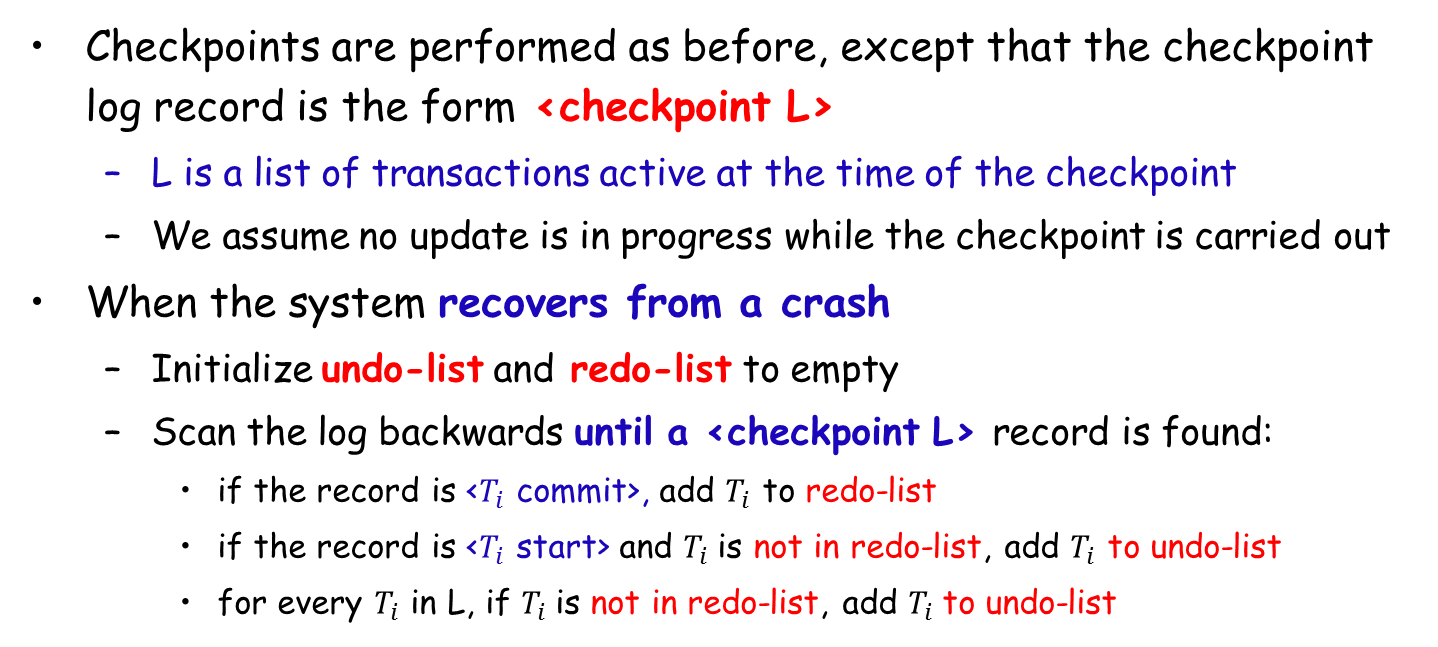 • Checkpoints are performed as before, except that the checkpoint
log record is the form <checkpoint L>
– L is a list of transactions active at the time of the checkpoint
– We assume no update is in progress while the checkpoint is carried out
• When the system recovers from a crash
– Initialize undo-list and redo-list to empty
– Scan the log backwards until a <checkpoint L> record is found:
• if the record is <Tᵢ commit>, add Tᵢ to redo-list
• if the record is <Tᵢ start> and Tᵢ is not in redo-list, add Tᵢ to undo-list
• for every Tᵢ in L, if Tᵢ is not in redo-list, add Tᵢ to undo-list